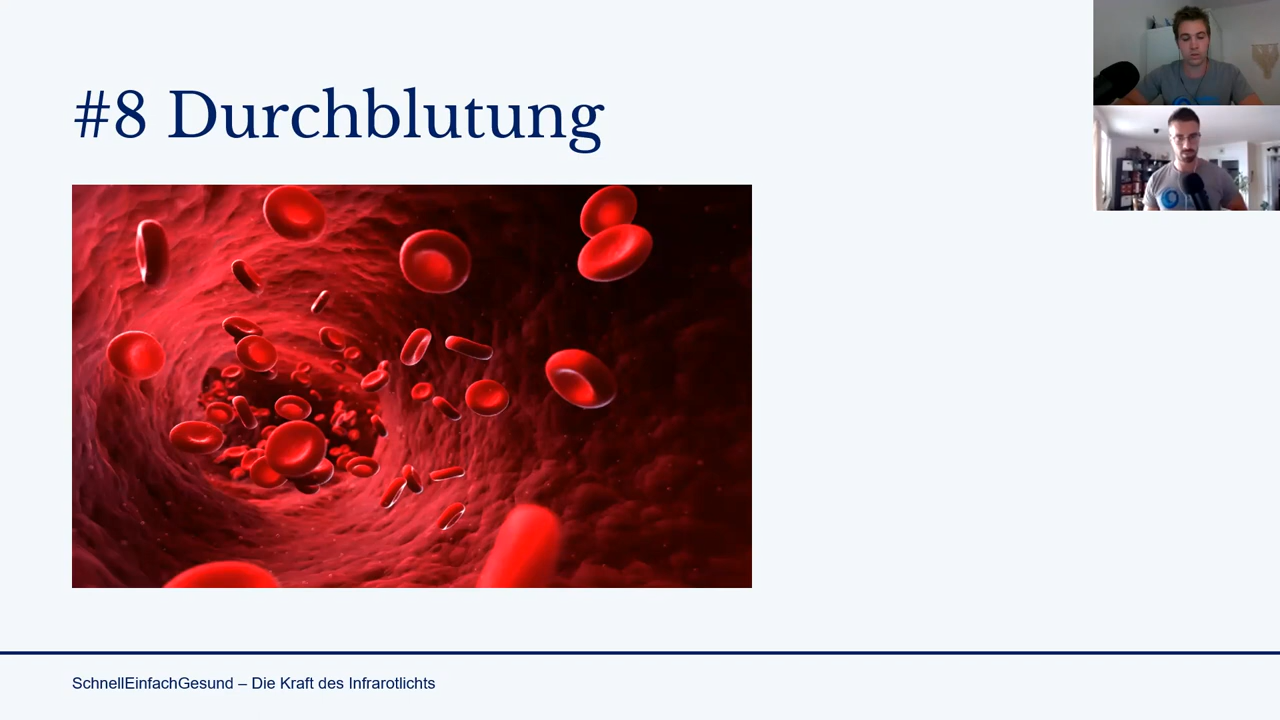 #8 Durchblutung
SchnellEinfachGesund – Die Kraft des Infrarotlichts